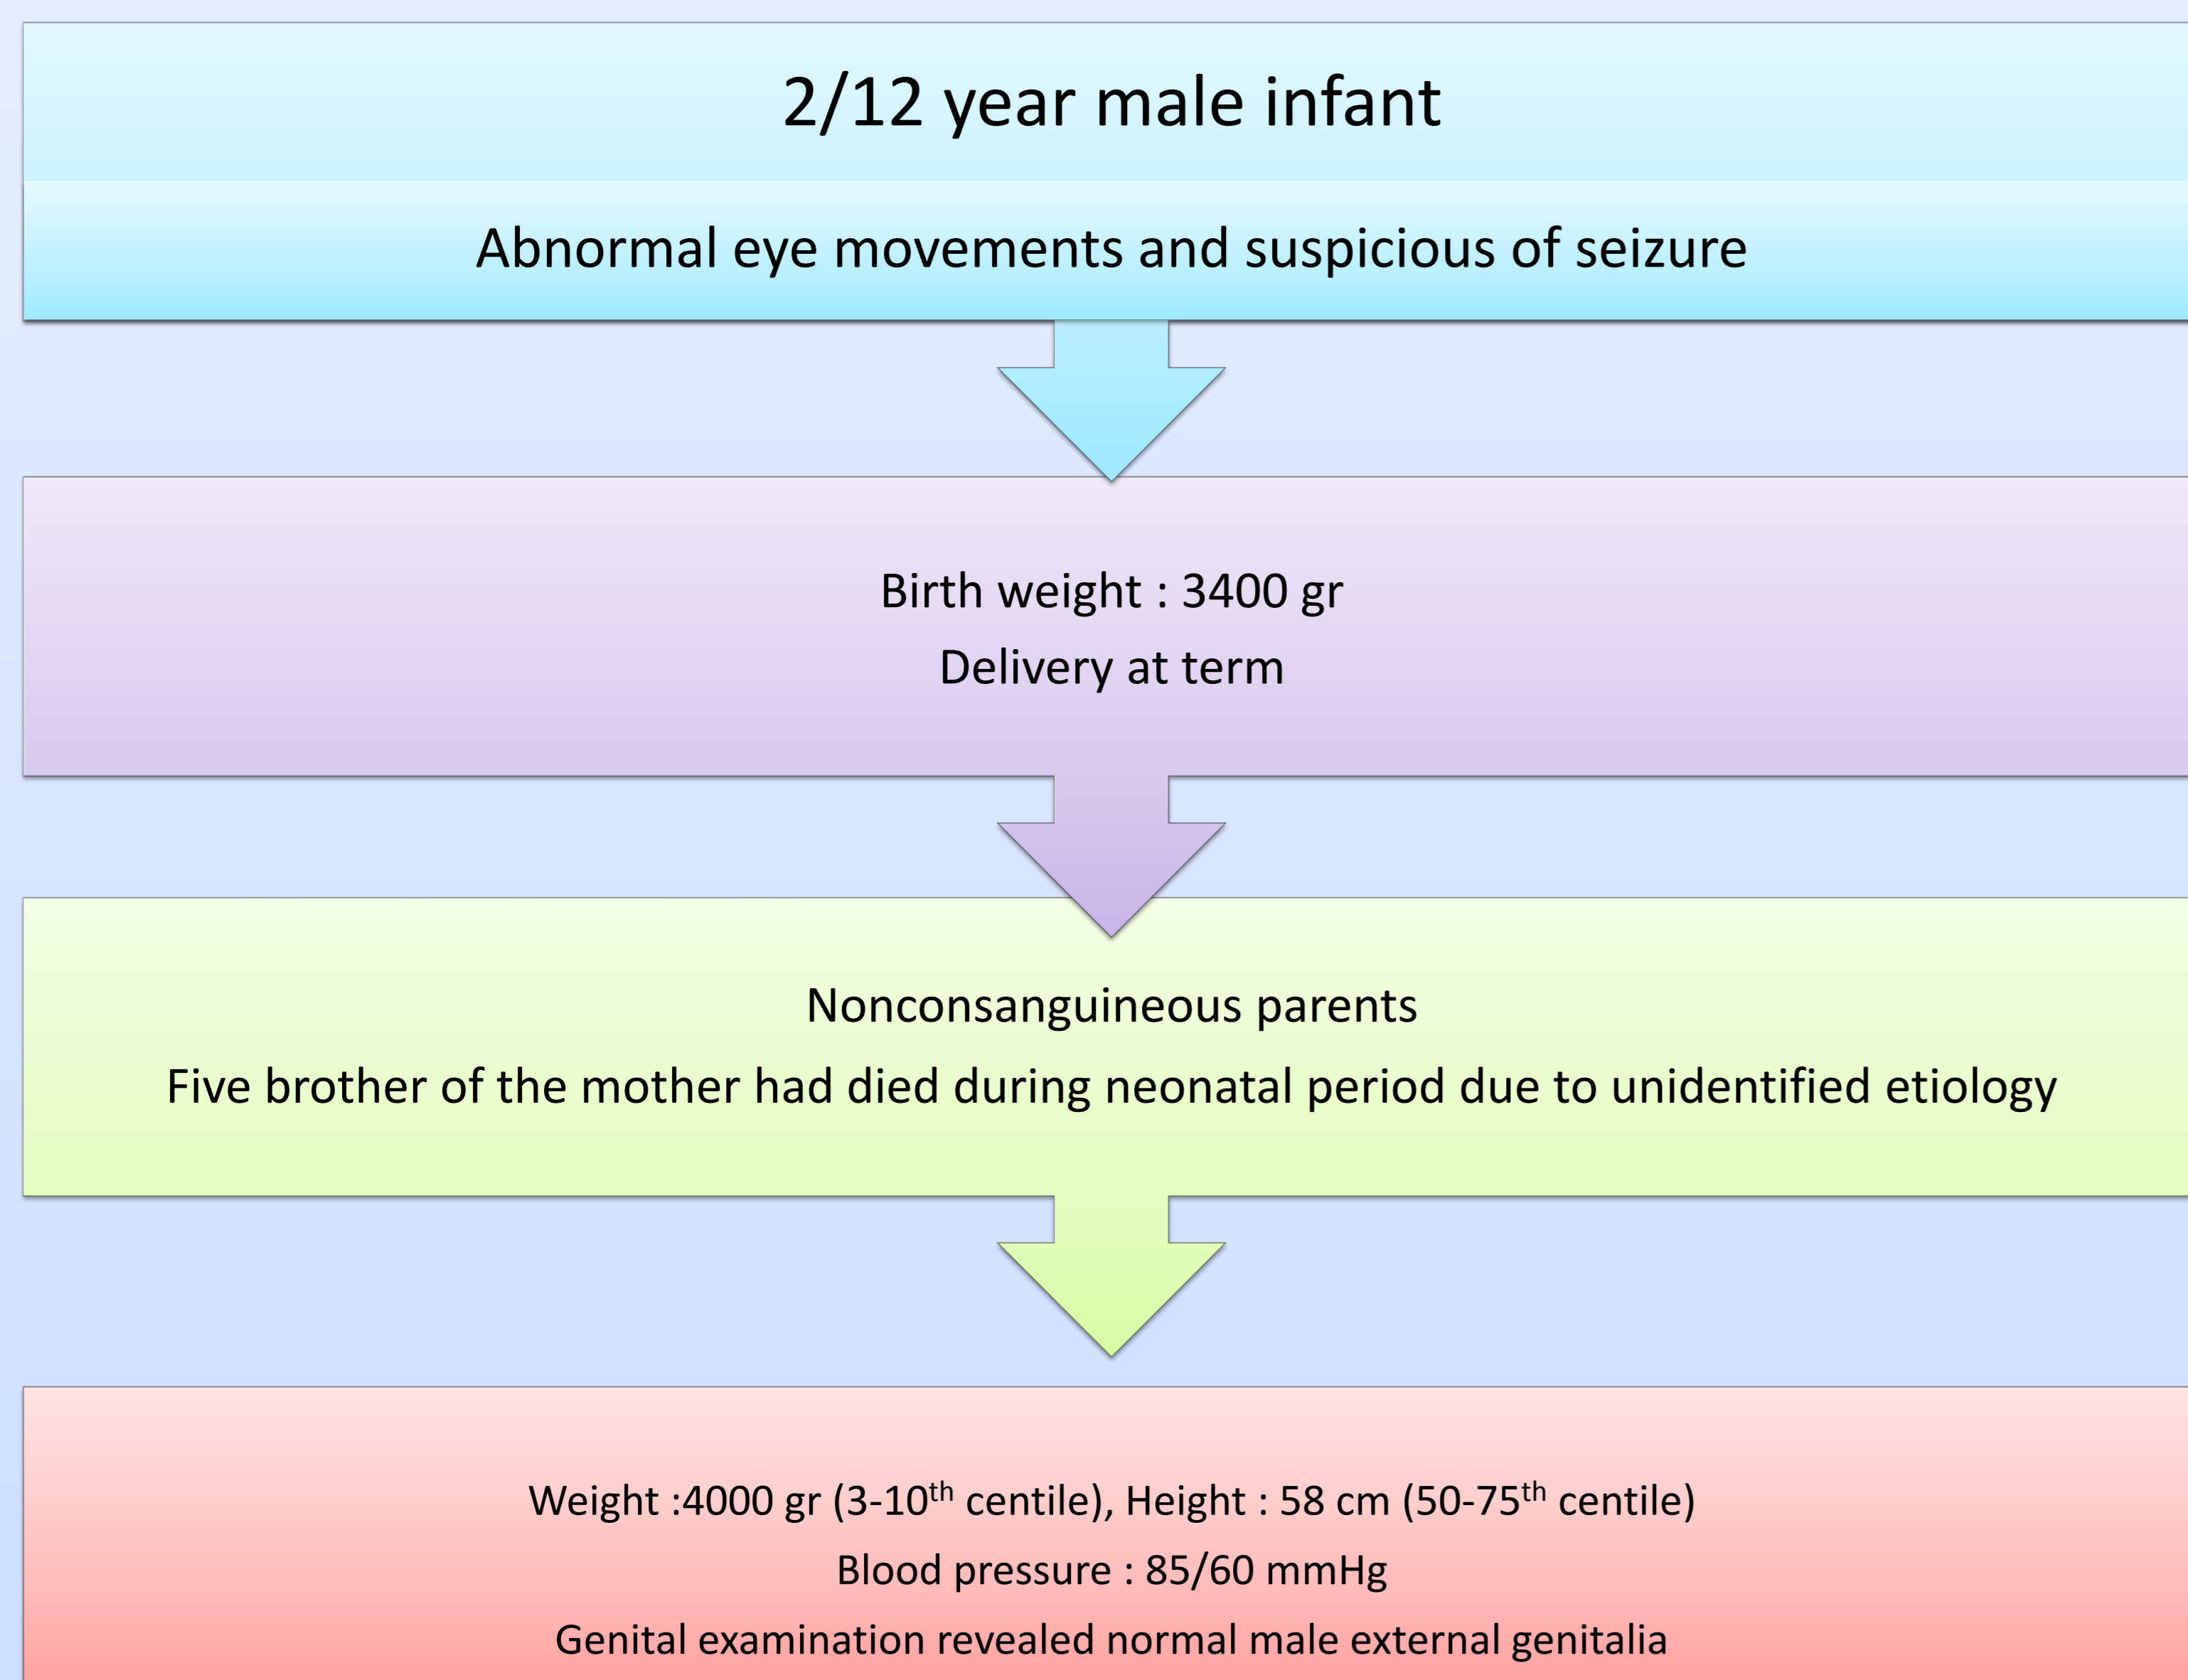 2/12 year male infant
Abnormal eye movements and suspicious of seizure
Birth weight : 3400 gr
Delivery at term
Nonconsanguineous parents
Five brother of the mother had died during neonatal period due to unidentified etiology
Weight :4000 gr (3-10th centile), Height : 58 cm (50-75th centile)
Blood pressure : 85/60 mmHg
Genital examination revealed normal male external genitalia